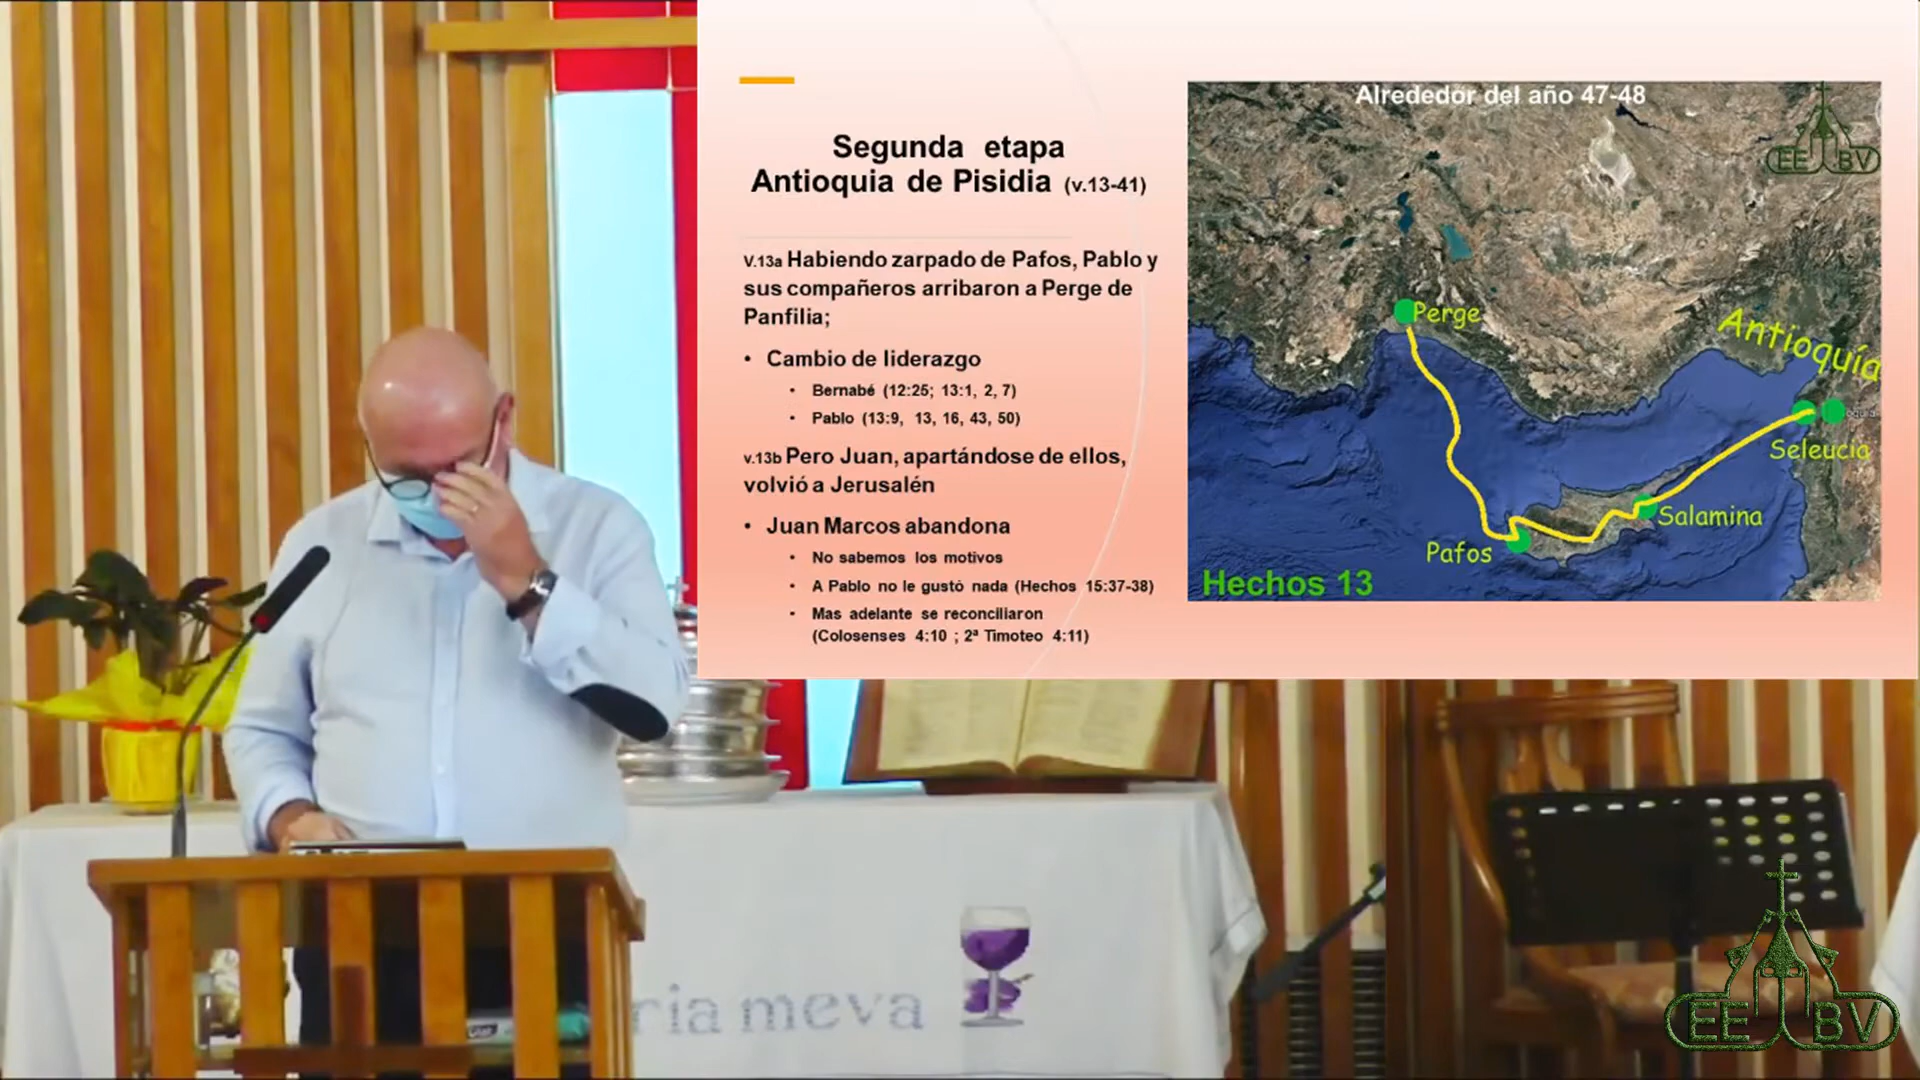 Segunda etapa
Antioquia de Pisidia (v.13-41)
V.13a Habiendo zarpado de Pafos, Pablo y
sus compañeros arribaron a Perge de
Panfilia;
• Cambio de liderazgo
• Bernabé (12:25; 13:1, 2, 7)
• Pablo (13:9, 13, 16, 43, 50)
v.13b Pero Juan, apartándose de ellos,
volvió a Jerusalén
• Juan Marcos abandona
• No sabemos los motivos
• A Pablo no le gustó nada (Hechos 15:37-38)
• Mas adelante se reconciliaron
(Colosenses 4:10 ; 2ª Timoteo 4:11)
Alrededor del año 47-48
EE BV
Perge
Antioquía
Seleucia
Salamina
Pafos
Hechos 13
ria meva
EE BV